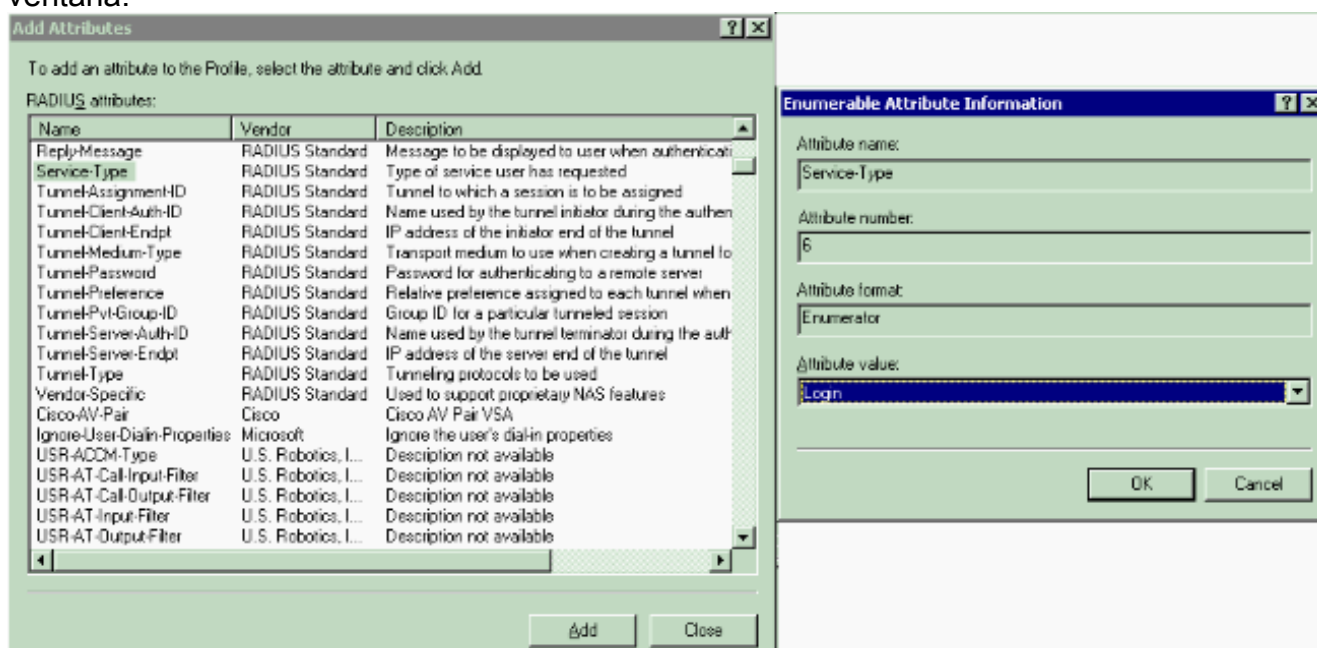 ventana.
Add Attributes
To add an attribute to the Profile, select the attribute and click Add.
RADIUS attributes:
Name Vendor Description
Reply-Message RADIUS Standard Message to be displayed to user when authenticati
Service-Type RADIUS Standard Type of service user has requested
Tunnel-Assignment-ID RADIUS Standard Tunnel to which a session is to be assigned
Tunnel-Client-Auth-ID RADIUS Standard Name used by the tunnel initiator during the authen
Tunnel-Client-Endpt RADIUS Standard IP address of the initiator end of the tunnel
Tunnel-Medium-Type RADIUS Standard Transport medium to use when creating a tunnel fo
Tunnel-Password RADIUS Standard Password for authenticating to a remote server
Tunnel-Preference RADIUS Standard Relative preference assigned to each tunnel when
Tunnel-Pvt-Group-ID RADIUS Standard Group ID for a particular tunneled session
Tunnel-Server-Auth-ID RADIUS Standard Name used by the tunnel terminator during the auth
Tunnel-Server-Endpt RADIUS Standard IP address of the server end of the tunnel
Tunnel-Type RADIUS Standard Tunneling protocols to be used
Vendor-Specific RADIUS Standard Used to support proprietary NAS features
Cisco-AV-Pair Cisco Cisco AV Pair VSA
Ignore-User-Dialin-Properties Microsoft Ignore the user's dial-in properties
USR-ACCM-Type U.S. Robotics, I... Description not available
USR-AT-Call-Input-Filter U.S. Robotics, I... Description not available
USR-AT-Call-Output-Filter U.S. Robotics, I... Description not available
USR-AT-Input-Filter U.S. Robotics, I... Description not available
USR-AT-Output-Filter U.S. Robotics, I... Description not available
Add Close
Enumerable Attribute Information
Attribute name:
Service-Type
Attribute number:
6
Attribute format:
Enumerator
Attribute value:
Login
OK Cancel